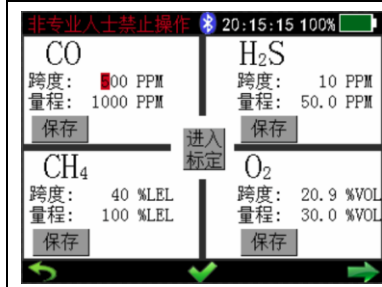 非专业人士禁止操作 20:15:15 100%
CO
跨度: 500 PPM
量程: 1000 PPM
保存
H₂S
跨度: 10 PPM
量程: 50.0 PPM
保存
进入
标定
CH₄
跨度: 40 %LEL
量程: 100 %LEL
保存
O₂
跨度: 20.9 %VOL
量程: 30.0 %VOL
保存